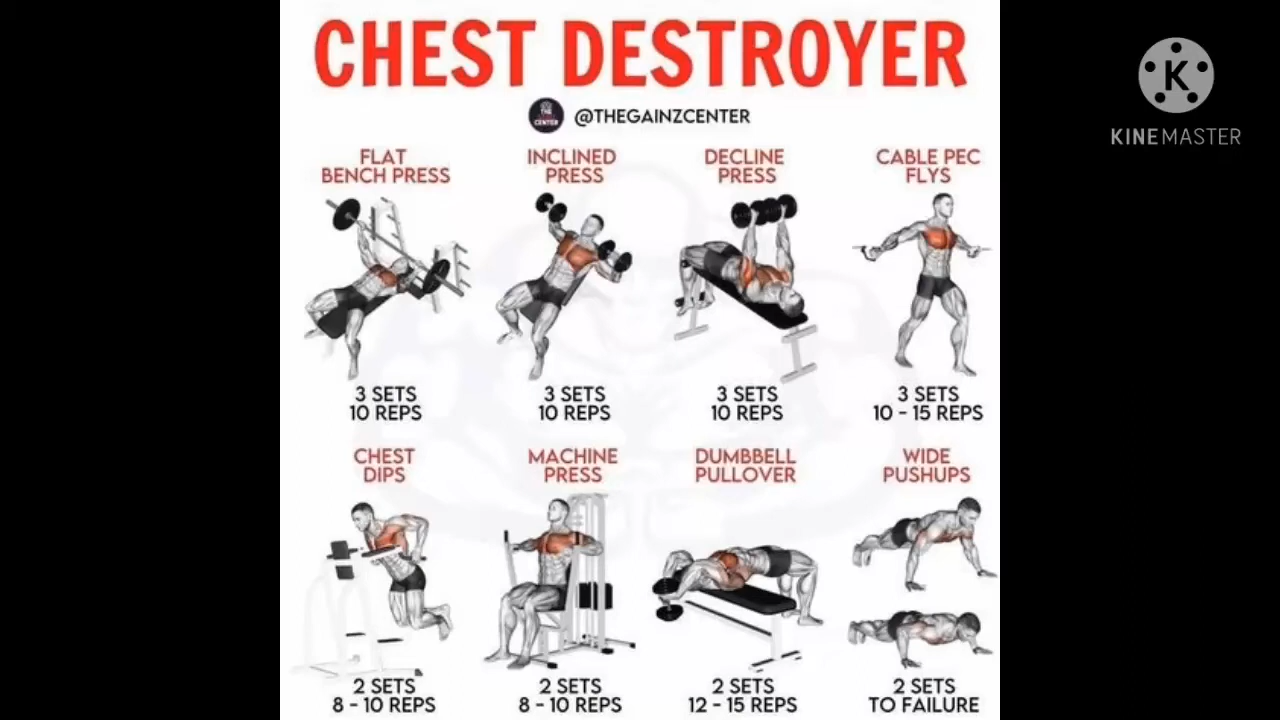 CHEST DESTROYER
@THEGAINZCENTER
KINEMASTER
FLAT
BENCH PRESS
INCLINED
PRESS
DECLINE
PRESS
CABLE PEC
FLYS
3 SETS
10 REPS
3 SETS
10 REPS
3 SETS
10 REPS
3 SETS
10 - 15 REPS
CHEST
DIPS
MACHINE
PRESS
DUMBBELL
PULLOVER
WIDE
PUSHUPS
2 SETS
8 - 10 REPS
2 SETS
8 - 10 REPS
2 SETS
12 - 15 REPS
2 SETS
TO FAILURE